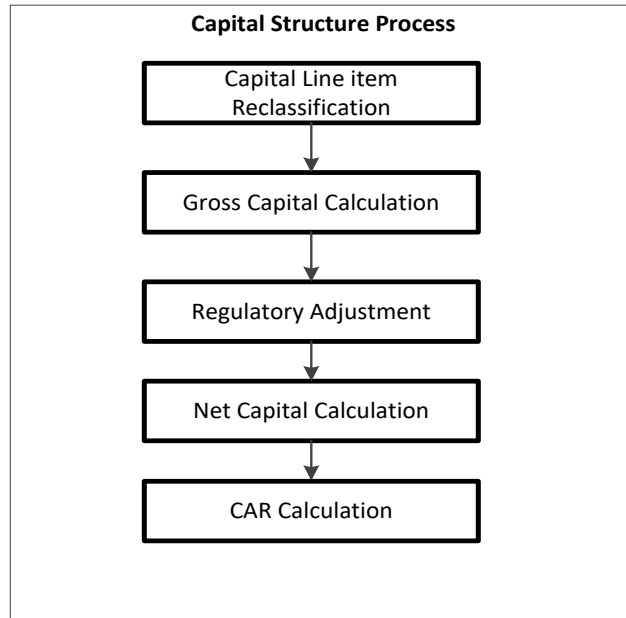 Capital Structure Process
Capital Line item
Reclassification
Gross Capital Calculation
Regulatory Adjustment
Net Capital Calculation
CAR Calculation